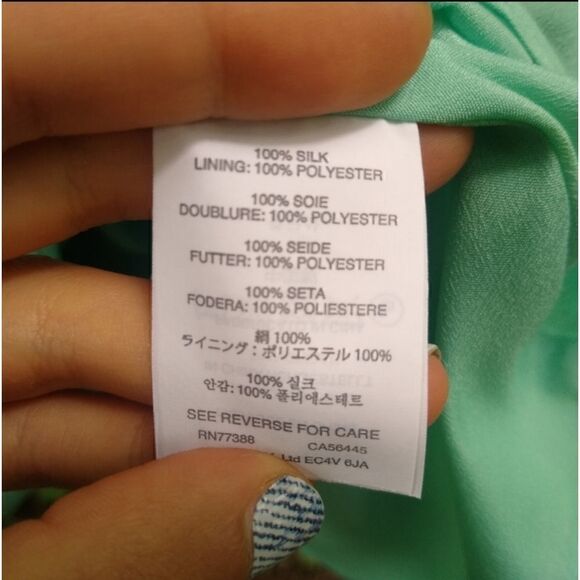 100% SILK
LINING: 100% POLYESTER
100% SOIE
DOUBLURE: 100% POLYESTER
100% SEIDE
FUTTER: 100% POLYESTER
100% SETA
FODERA: 100% POLIESTERE
絹 100%
ライニング：ポリエステル 100%
100% 실크
안감: 100% 폴리에스테르
SEE REVERSE FOR CARE
RN77388 CA56445
Ltd EC4V 6JA